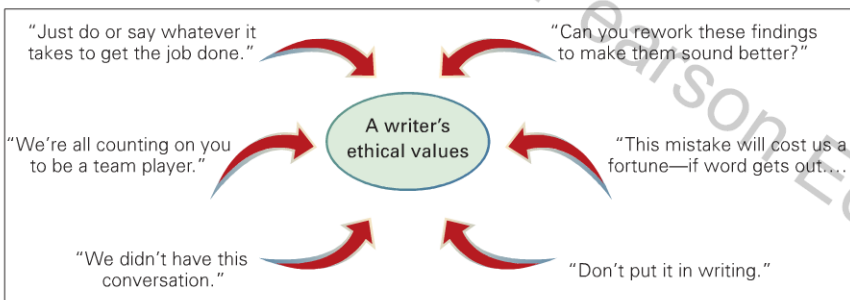 “Just do or say whatever it
takes to get the job done.”
“Can you rework these findings
to make them sound better?”
A writer’s
ethical values
“We’re all counting on you
to be a team player.”
“This mistake will cost us a
fortune—if word gets out....
“We didn’t have this
conversation.”
“Don’t put it in writing.”
earson E